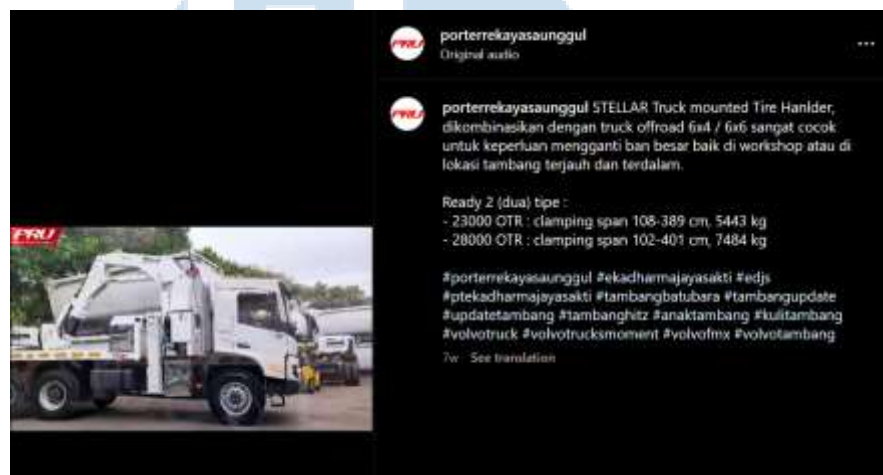 PRU
porterrekayasaunggul
Original audio
PRU
porterrekayasaunggul STELLAR Truck mounted Tire Hanlder,
dikombinasikan dengan truck offroad 6x4 / 6x6 sangat cocok
untuk keperluan mengganti ban besar baik di workshop atau di
lokasi tambang terjauh dan terdalam.
Ready 2 (dua) tipe :
- 23000 OTR : clamping span 108-389 cm, 5443 kg
- 28000 OTR : clamping span 102-401 cm, 7484 kg
#porterrekayasaunggul #ekadharmajayasakti #edjs
#ptekadharmajayasakti #tambangbatubara #tambangupdate
#updatetambang #tambanghitz #anaktambang #kulitambang
#volvotruck #volvotrucksmoment #volvofmx #volvotambang
7w See translation
PRU